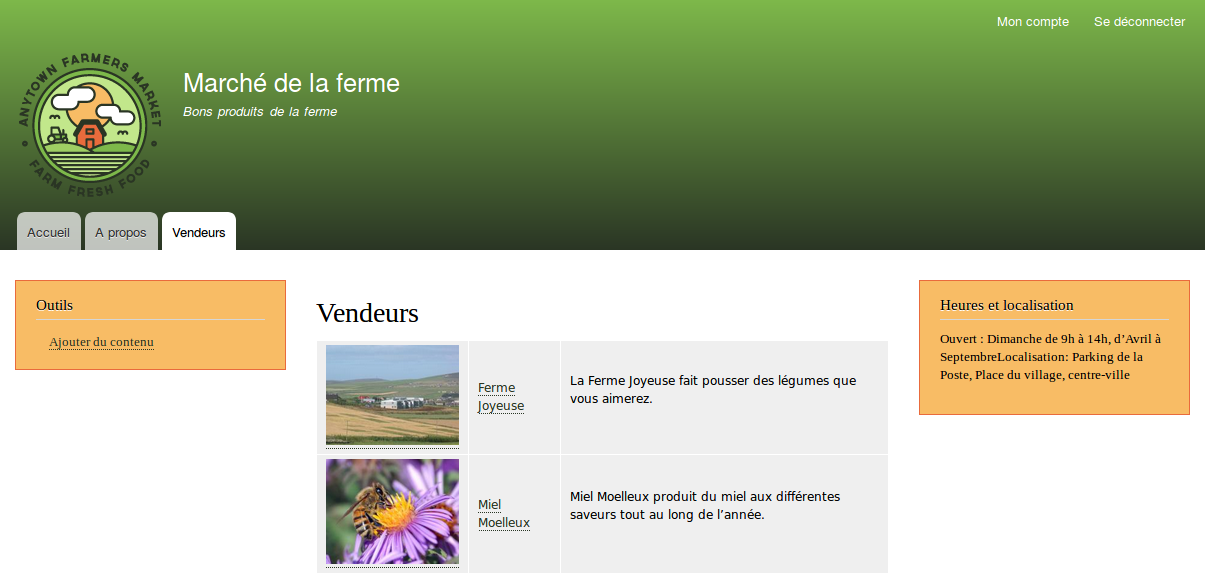 Mon compte Se déconnecter
ANYTOWN FARMERS MARKET
FARM FRESH FOOD
Marché de la ferme
Bons produits de la ferme
Accueil A propos Vendeurs
Outils
Ajouter du contenu
Vendeurs
Ferme
Joyeuse
La Ferme Joyeuse fait pousser des légumes que
vous aimerez.
Miel
Moelleux
Miel Moelleux produit du miel aux différentes
saveurs tout au long de l’année.
Heures et localisation
Ouvert : Dimanche de 9h à 14h, d’Avril à
SeptembreLocalisation: Parking de la
Poste, Place du village, centre-ville